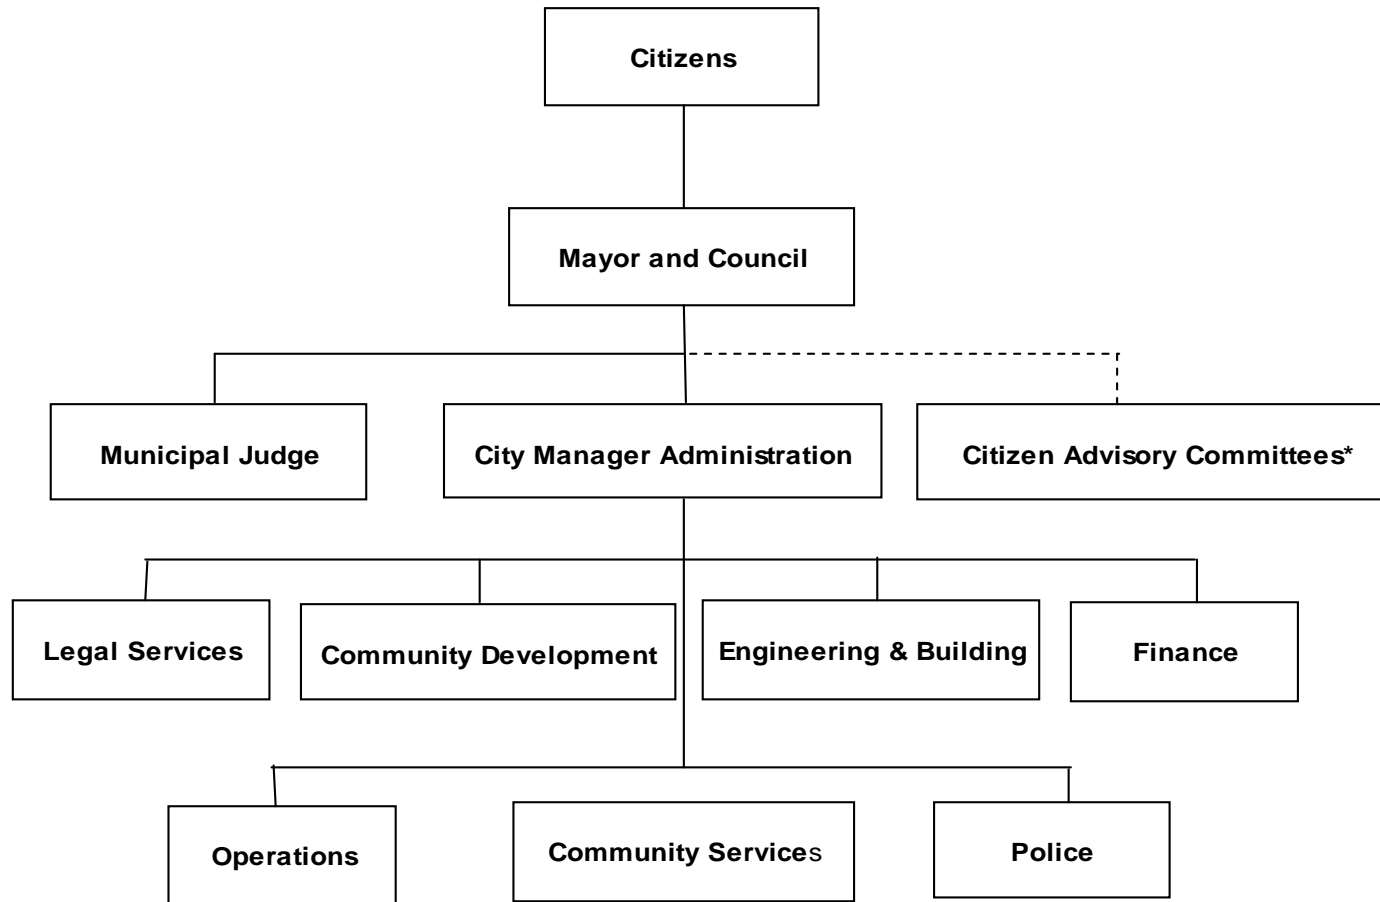 Citizens
Mayor and Council
Municipal Judge
City Manager Administration
Citizen Advisory Committees*
Legal Services
Community Development
Engineering & Building
Finance
Operations
Community Services
Police